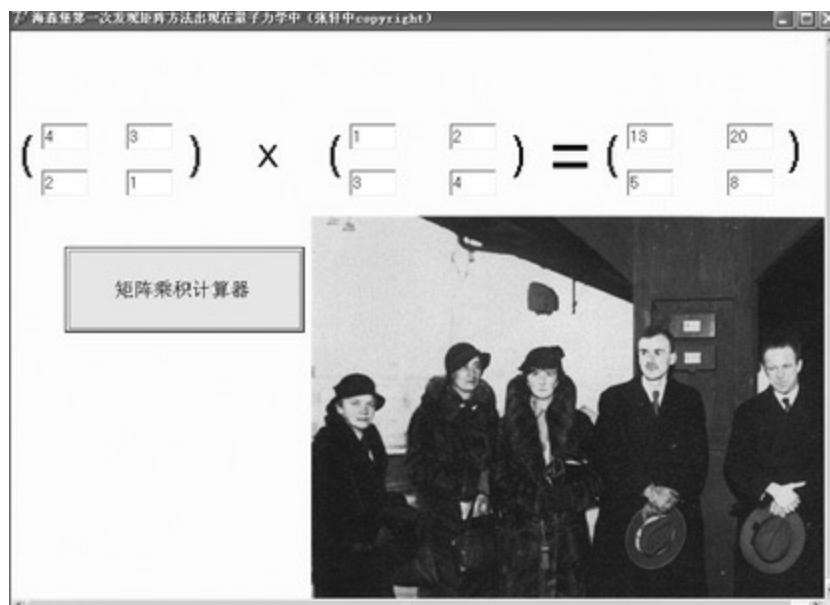 海森堡第一次发现矩阵方法出现在量子力学中（张轩中copyright）
( 4 3 ) x ( 1 2 ) = ( 13 20 )
2 1 3 4 5 8
矩阵乘积计算器